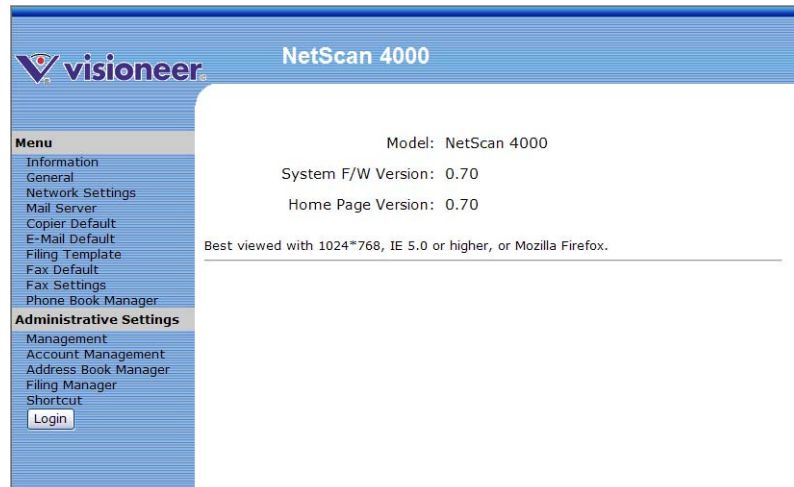 visioneer
NetScan 4000
Menu
Information
General
Network Settings
Mail Server
Copier Default
E-Mail Default
Filing Template
Fax Default
Fax Settings
Phone Book Manager
Administrative Settings
Management
Account Management
Address Book Manager
Filing Manager
Shortcut
Login
Model: NetScan 4000
System F/W Version: 0.70
Home Page Version: 0.70
Best viewed with 1024*768, IE 5.0 or higher, or Mozilla Firefox.